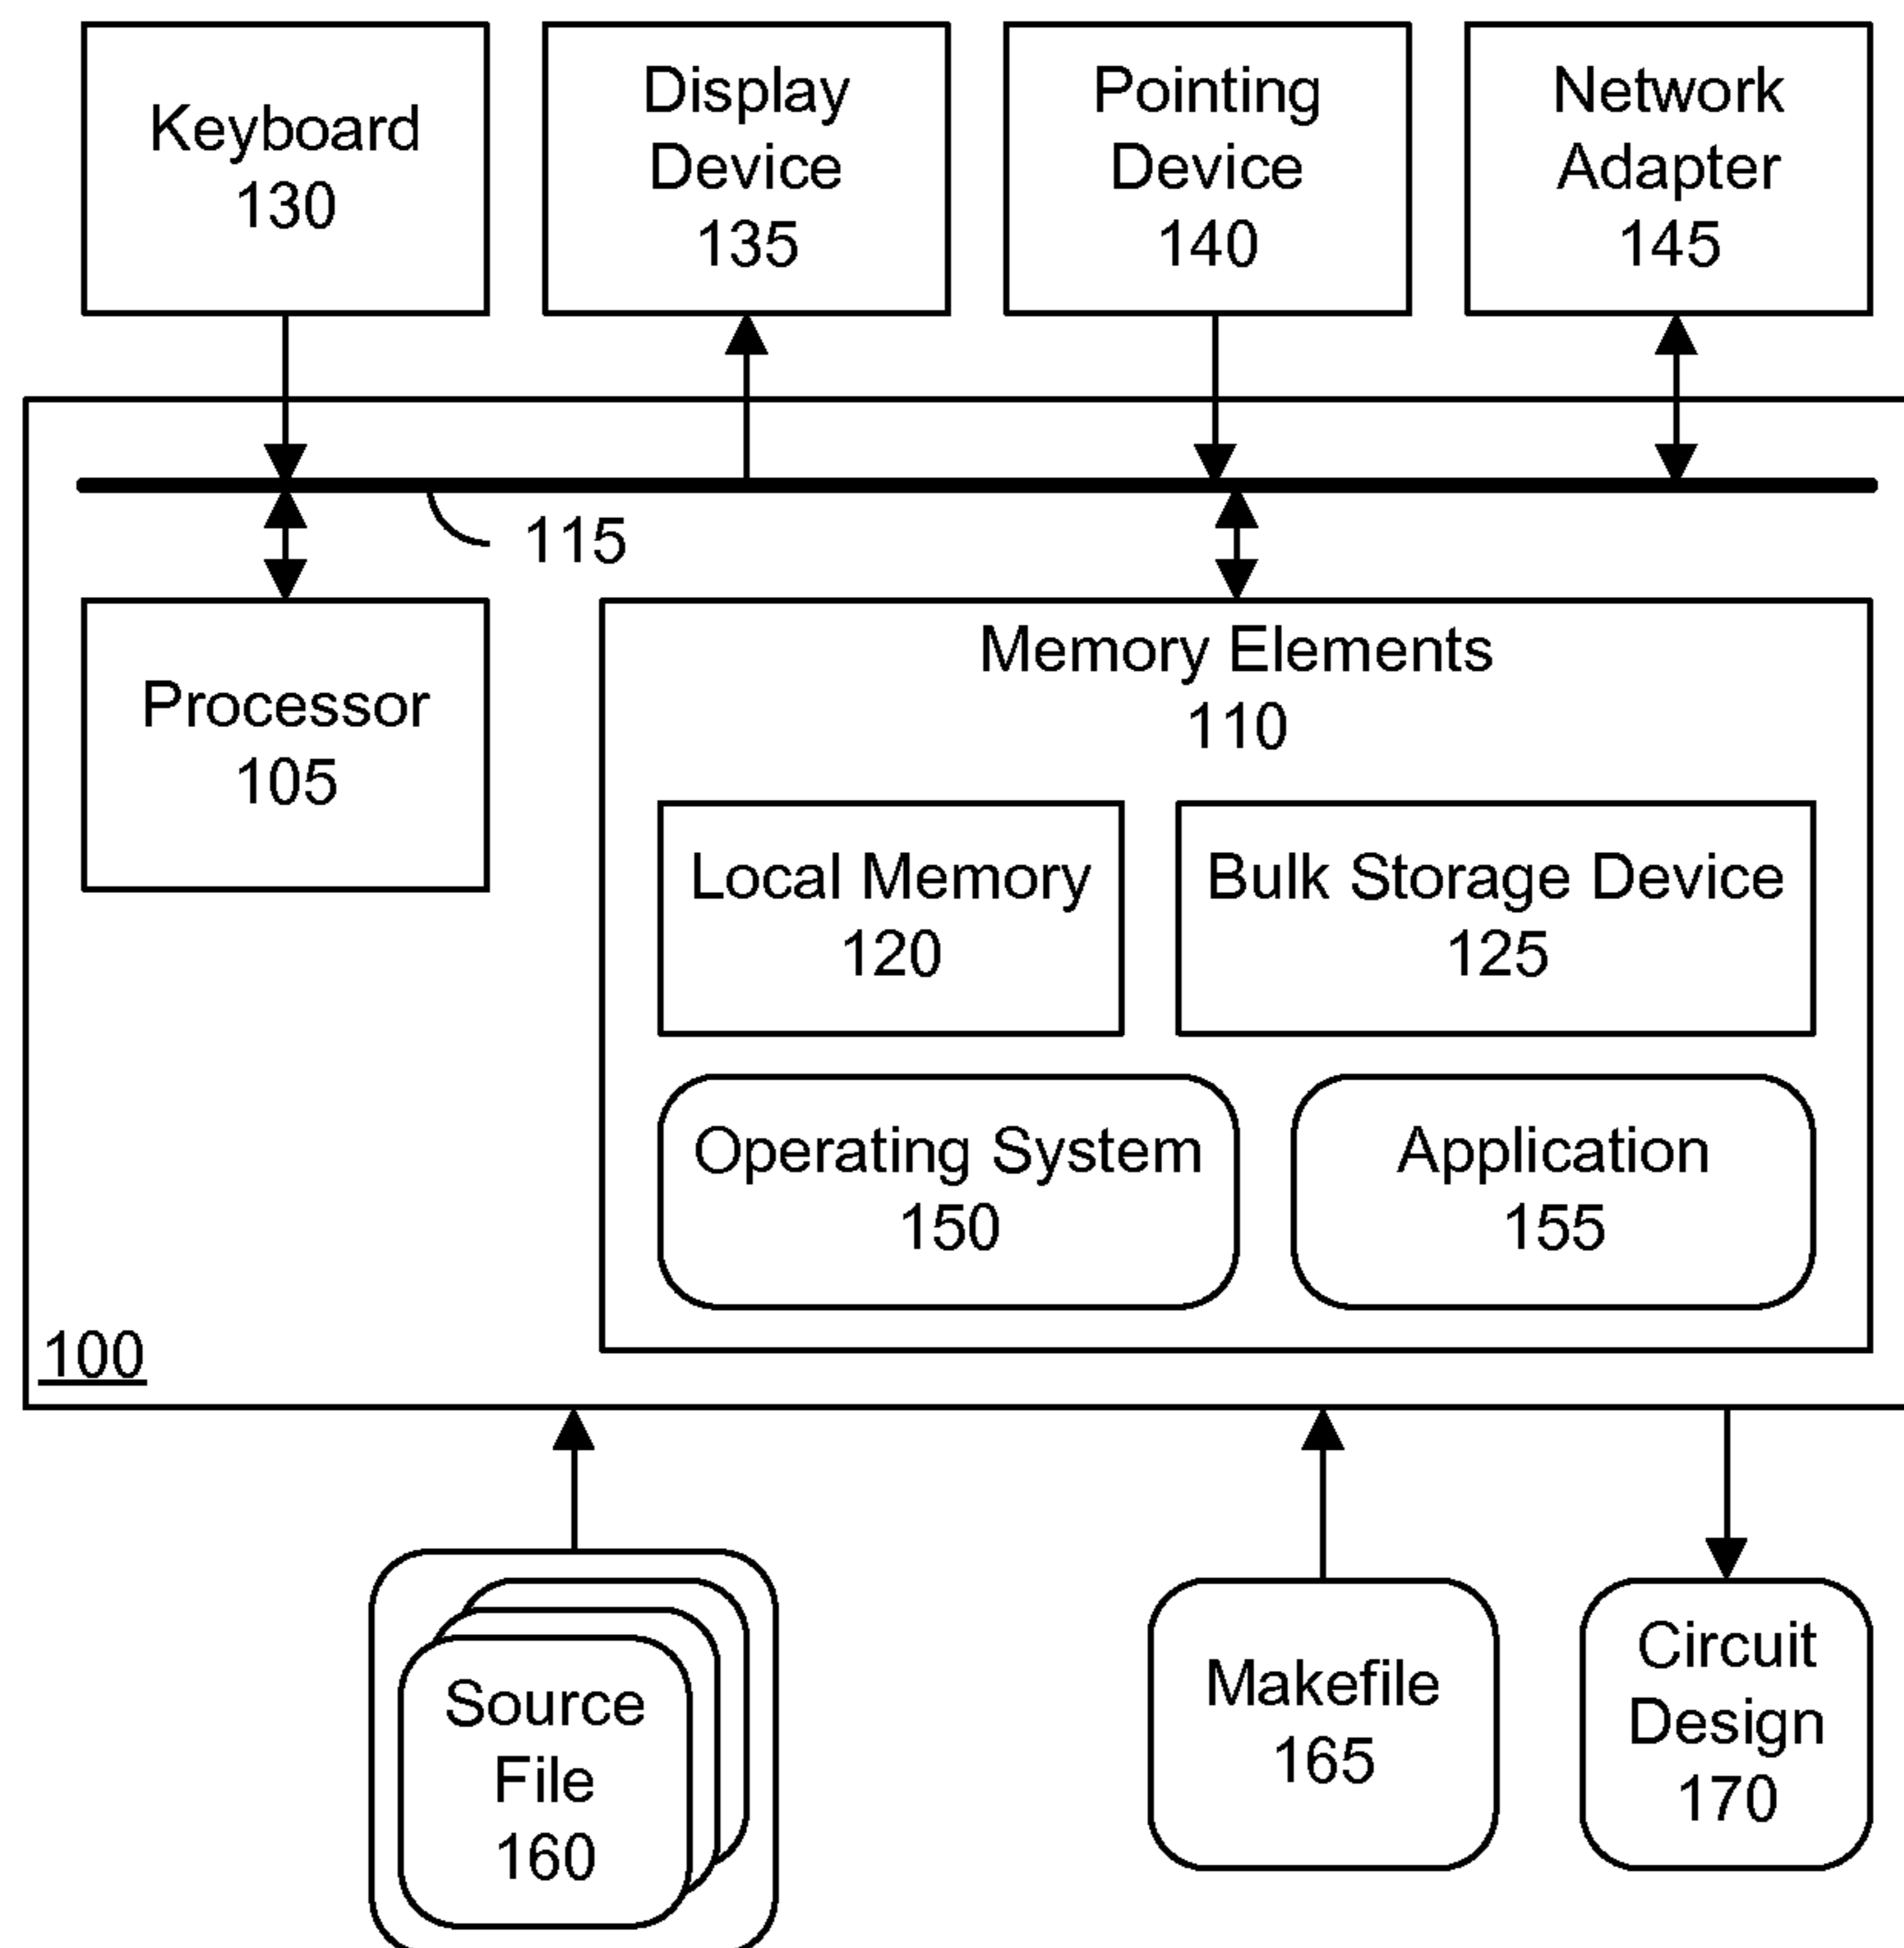 Keyboard
130
Display
Device
135
Pointing
Device
140
Network
Adapter
145
115
Processor
105
Memory Elements
110
Local Memory
120
Bulk Storage Device
125
Operating System
150
Application
155
100
Source
File
160
Makefile
165
Circuit
Design
170